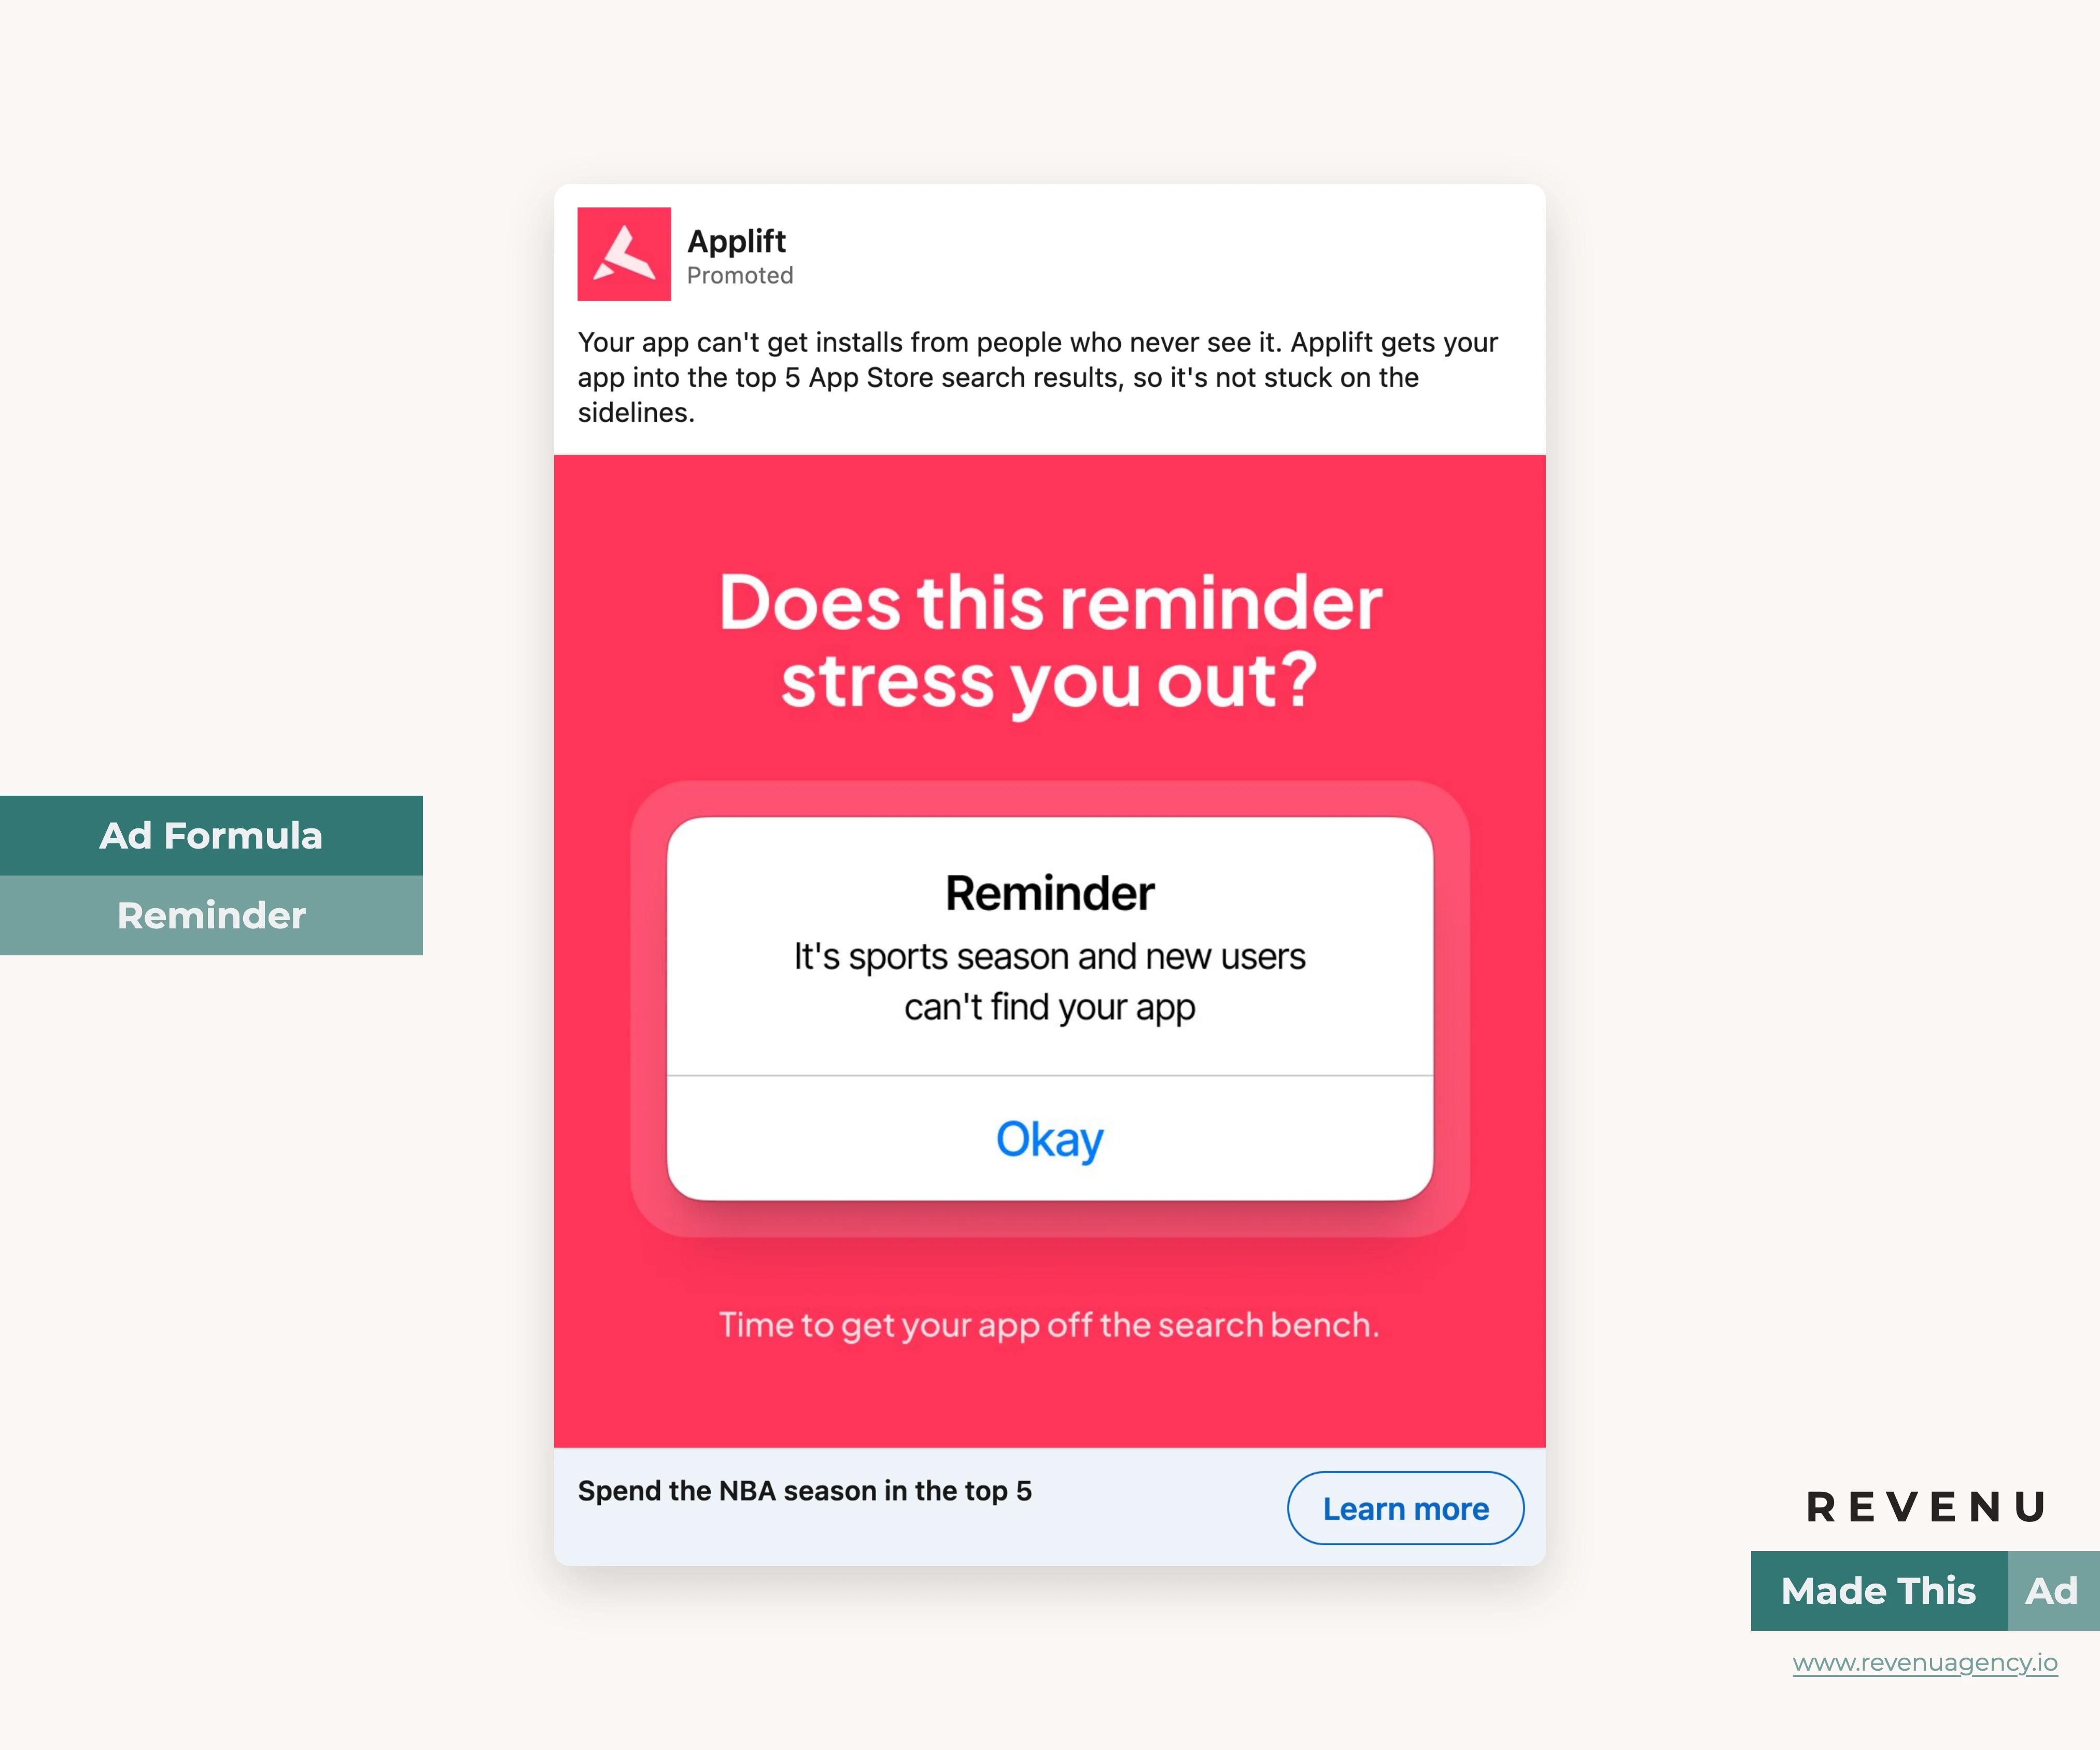 Applift
Promoted
Your app can't get installs from people who never see it. Applift gets your
app into the top 5 App Store search results, so it's not stuck on the
sidelines.
Does this reminder
stress you out?
Ad Formula
Reminder
Reminder
It's sports season and new users
can't find your app
Okay
Time to get your app off the search bench.
Spend the NBA season in the top 5
Learn more
REVENU
Made This Ad
www.revenuagency.io